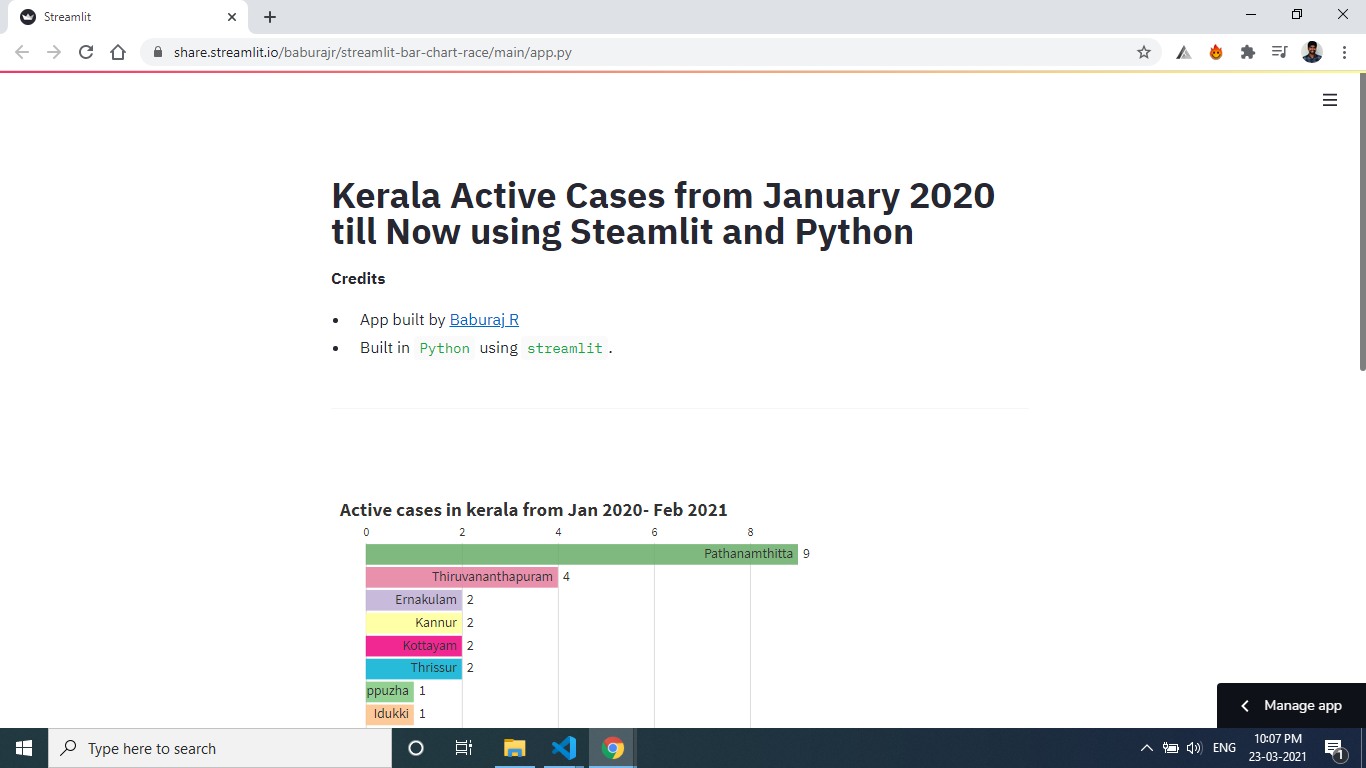 Streamlit
share.streamlit.io/baburajr/streamlit-bar-chart-race/main/app.py
Kerala Active Cases from January 2020
till Now using Steamlit and Python
Credits
App built by Baburaj R
Built in Python using streamlit.
Active cases in kerala from Jan 2020- Feb 2021
0 2 4 6 8
Pathanamthitta 9
Thiruvananthapuram 4
Ernakulam 2
Kannur 2
Kottayam 2
Thrissur 2
ppuzha 1
Idukki 1
Manage app
Type here to search
ENG
10:07 PM
23-03-2021
1